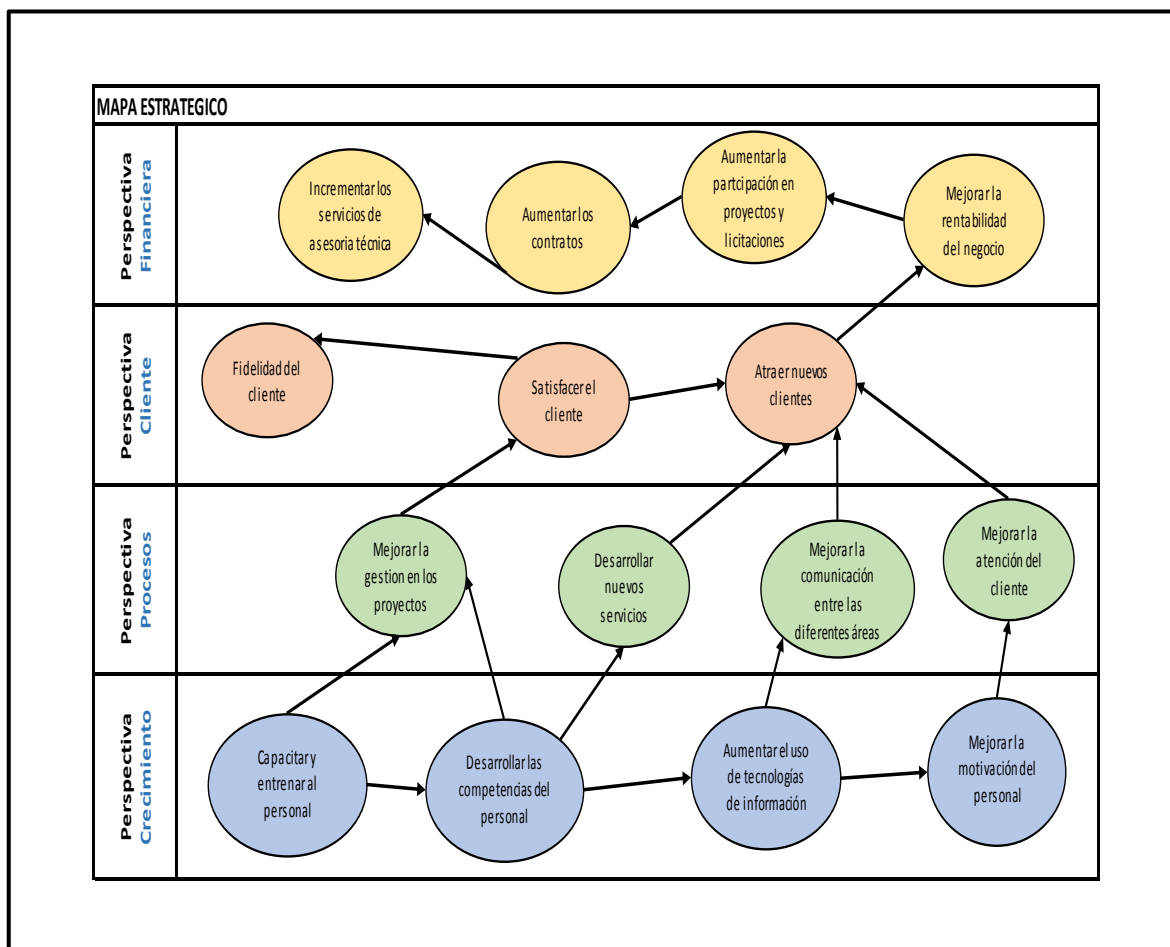 MAPA ESTRATEGICO
Perspectiva
Financiera
Incrementar los
servicios de
asesoria técnica
Aumentar los
contratos
Aumentar la
partcipación en
proyectos y
licitaciones
Mejorar la
rentabilidad
del negocio
Perspectiva
Cliente
Fidelidad del
cliente
Satisfacer el
cliente
Atraer nuevos
clientes
Perspectiva
Procesos
Mejorar la
gestion en los
proyectos
Desarrollar
nuevos
servicios
Mejorar la
comunicación
entre las
diferentes áreas
Mejorar la
atención del
cliente
Perspectiva
Crecimiento
Capacitar y
entrenar al
personal
Desarrollar las
competencias del
personal
Aumentar el uso
de tecnologías
de información
Mejorar la
motivación del
personal